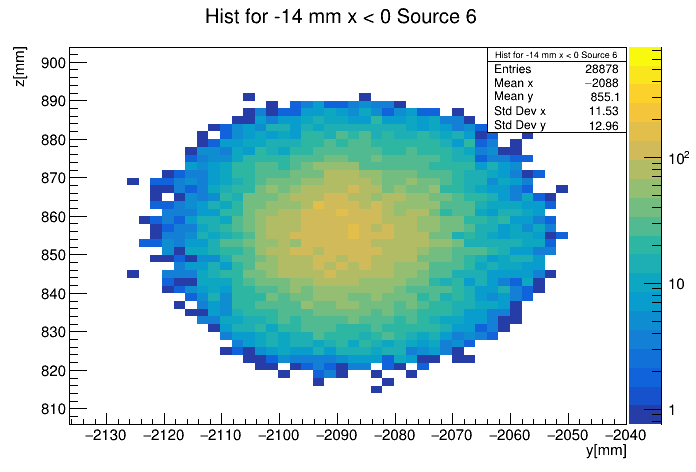 Hist for -14 mm x < 0 Source 6
z[mm]
900
890
880
870
860
850
840
830
820
810
Hist for -14 mm x < 0 Source 6
Entries 28878
Mean x −2088
Mean y 855.1
Std Dev x 11.53
Std Dev y 12.96
10²
10
1
−2130 −2120 −2110 −2100 −2090 −2080 −2070 −2060 −2050 −2040
y[mm]